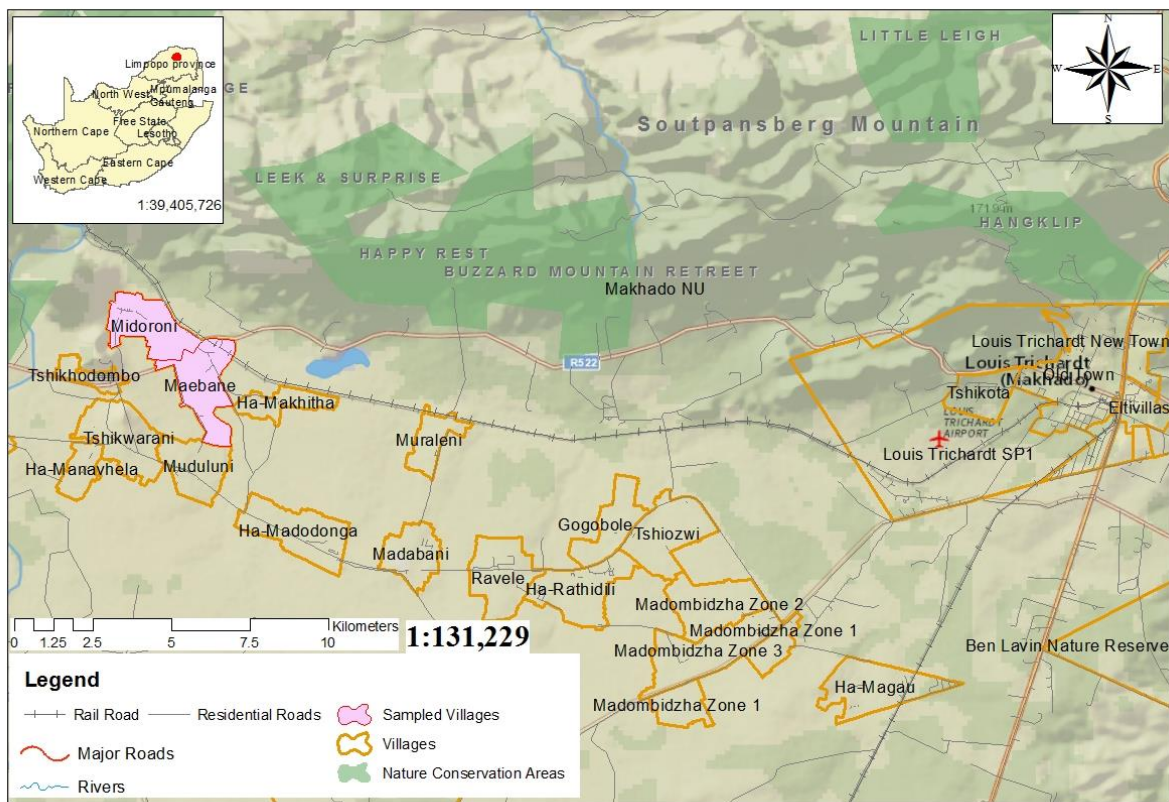 Limpopo province
North West
Mpumalanga
Gauteng
Free State
Lesotho
Northern Cape
Eastern Cape
Western Cape
1:39,405,726
GE
LITTLE LEIGH
N
W
E
S
Soutpansberg Mountain
LEEK & SURPRISE
1719 m
HANGKLIP
HAPPY REST
BUZZARD MOUNTAIN RETREET
Makhado NU
Midoroni
R522
Louis Trichardt New Town
Louis Trichardt
(Makhado)
Old Town
Tshikhodombo
Maebane
Tshikota
Ha-Makhitha
Eltivillas
LOUIS
TRICHARDT
AIRPORT
Tshikwarani
Muraleni
Louis Trichardt SP1
Ha-Manavhela
Muduluni
Ha-Madodonga
Gogobole
Tshiozwi
Madabani
Ravele
Ha-Rathidili
Madombidzha Zone 2
Madombidzha Zone 1
Madombidzha Zone 3
Ben Lavin Nature Reserve
Ha-Magau
Madombidzha Zone 1
Kilometers
0 1.25 2.5 5 7.5 10
1:131,229
Legend
Rail Road
Residential Roads
Sampled Villages
Major Roads
Villages
Rivers
Nature Conservation Areas